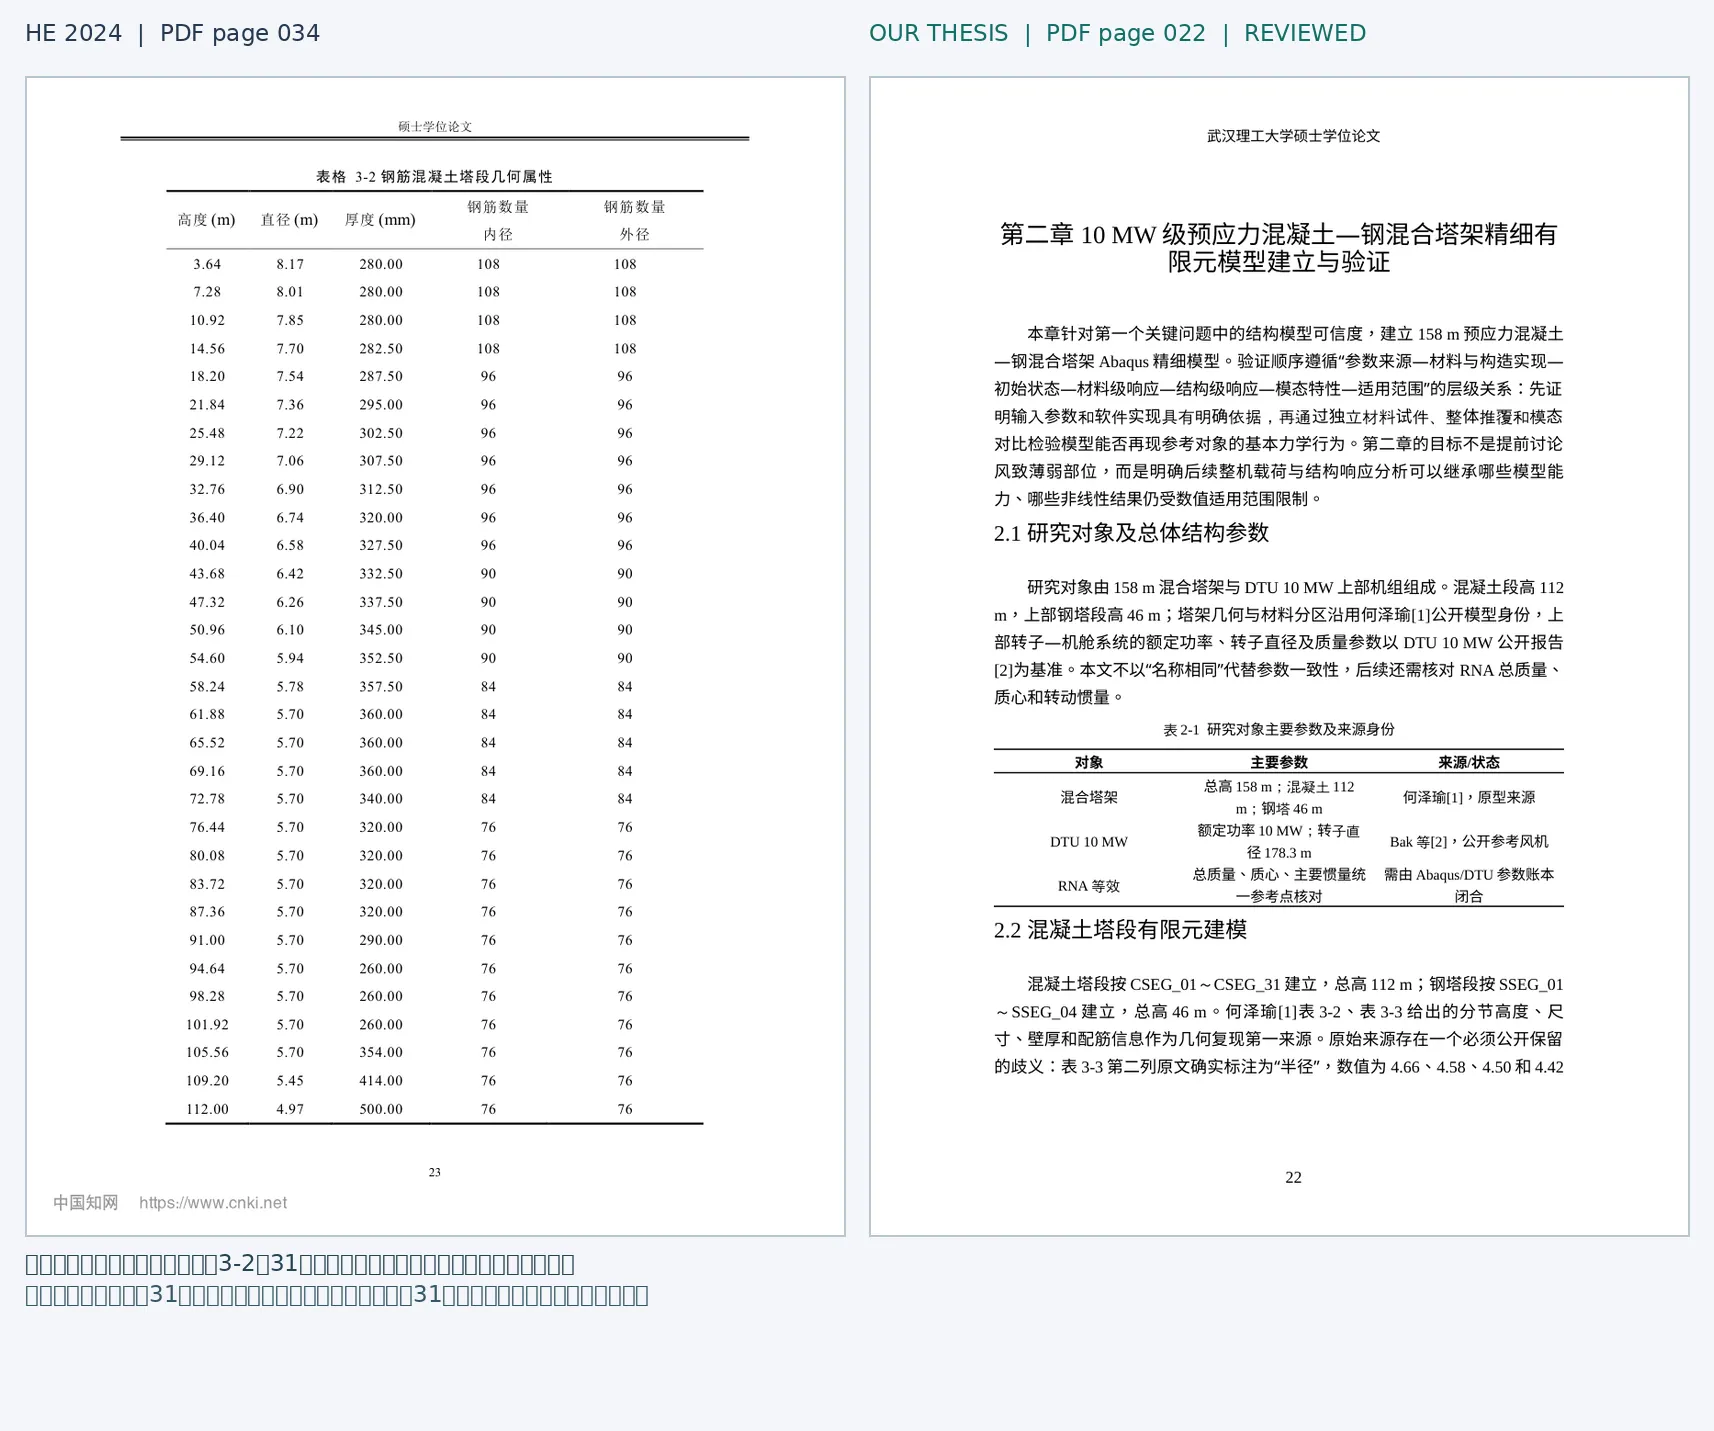 HE 2024 | PDF page 034
硕士学位论文
表格 3-2 钢筋混凝土塔段几何属性
高度 (m) 直径 (m) 厚度 (mm) 钢筋数量 内径 钢筋数量 外径
3.64 8.17 280.00 108 108
7.28 8.01 280.00 108 108
10.92 7.85 280.00 108 108
14.56 7.70 282.50 108 108
18.20 7.54 287.50 96 96
21.84 7.36 295.00 96 96
25.48 7.22 302.50 96 96
29.12 7.06 307.50 96 96
32.76 6.90 312.50 96 96
36.40 6.74 320.00 96 96
40.04 6.58 327.50 96 96
43.68 6.42 332.50 90 90
47.32 6.26 337.50 90 90
50.96 6.10 345.00 90 90
54.60 5.94 352.50 90 90
58.24 5.78 357.50 84 84
61.88 5.70 360.00 84 84
65.52 5.70 360.00 84 84
69.16 5.70 360.00 84 84
72.78 5.70 340.00 84 84
76.44 5.70 320.00 76 76
80.08 5.70 320.00 76 76
83.72 5.70 320.00 76 76
87.36 5.70 320.00 76 76
91.00 5.70 290.00 76 76
94.64 5.70 260.00 76 76
98.28 5.70 260.00 76 76
101.92 5.70 260.00 76 76
105.56 5.70 354.00 76 76
109.20 5.45 414.00 76 76
112.00 4.97 500.00 76 76
23
中国知网 https://www.cnki.net
OUR THESIS | PDF page 022 | REVIEWED
武汉理工大学硕士学位论文
第二章 10 MW 级预应力混凝土—钢混合塔架精细有
限元模型建立与验证
本章针对第一个关键问题中的结构模型可信度，建立 158 m 预应力混凝土
—钢混合塔架 Abaqus 精细模型。验证顺序遵循“参数来源—材料与构造实现—
初始状态—材料级响应—结构级响应—模态特性—适用范围”的层级关系：先证
明输入参数和软件实现具有明确依据，再通过独立材料试件、整体推覆和模态
对比检验模型能否再现参考对象的基本力学行为。第二章的目标不是提前讨论
风致薄弱部位，而是明确后续整机载荷与结构响应分析可以继承哪些模型能
力、哪些非线性结果仍受数值适用范围限制。
2.1 研究对象及总体结构参数
研究对象由 158 m 混合塔架与 DTU 10 MW 上部机组组成。混凝土段高 112
m，上部钢塔段高 46 m；塔架几何与材料分区沿用何泽瑜[1]公开模型身份，上
部转子—机舱系统的额定功率、转子直径及质量参数以 DTU 10 MW 公开报告
[2]为基准。本文不以“名称相同”代替参数一致性，后续还需核对 RNA 总质量、
质心和转动惯量。
表 2-1 研究对象主要参数及来源身份
对象 主要参数 来源/状态
混合塔架 总高 158 m；混凝土 112 m；钢塔 46 m 何泽瑜[1]，原型来源
DTU 10 MW 额定功率 10 MW；转子直径 178.3 m Bak 等[2]，公开参考风机
RNA 等效 总质量、质心、主要惯量统一参考点核对 需由 Abaqus/DTU 参数账本闭合
2.2 混凝土塔段有限元建模
混凝土塔段按 CSEG_01～CSEG_31 建立，总高 112 m；钢塔段按 SSEG_01
～SSEG_04 建立，总高 46 m。何泽瑜[1]表 3-2、表 3-3 给出的分节高度、尺
寸、壁厚和配筋信息作为几何复现第一来源。原始来源存在一个必须公开保留
的歧义：表 3-3 第二列原文确实标注为“半径”，数值为 4.66、4.58、4.50 和 4.42
22
3-2 31
31 31